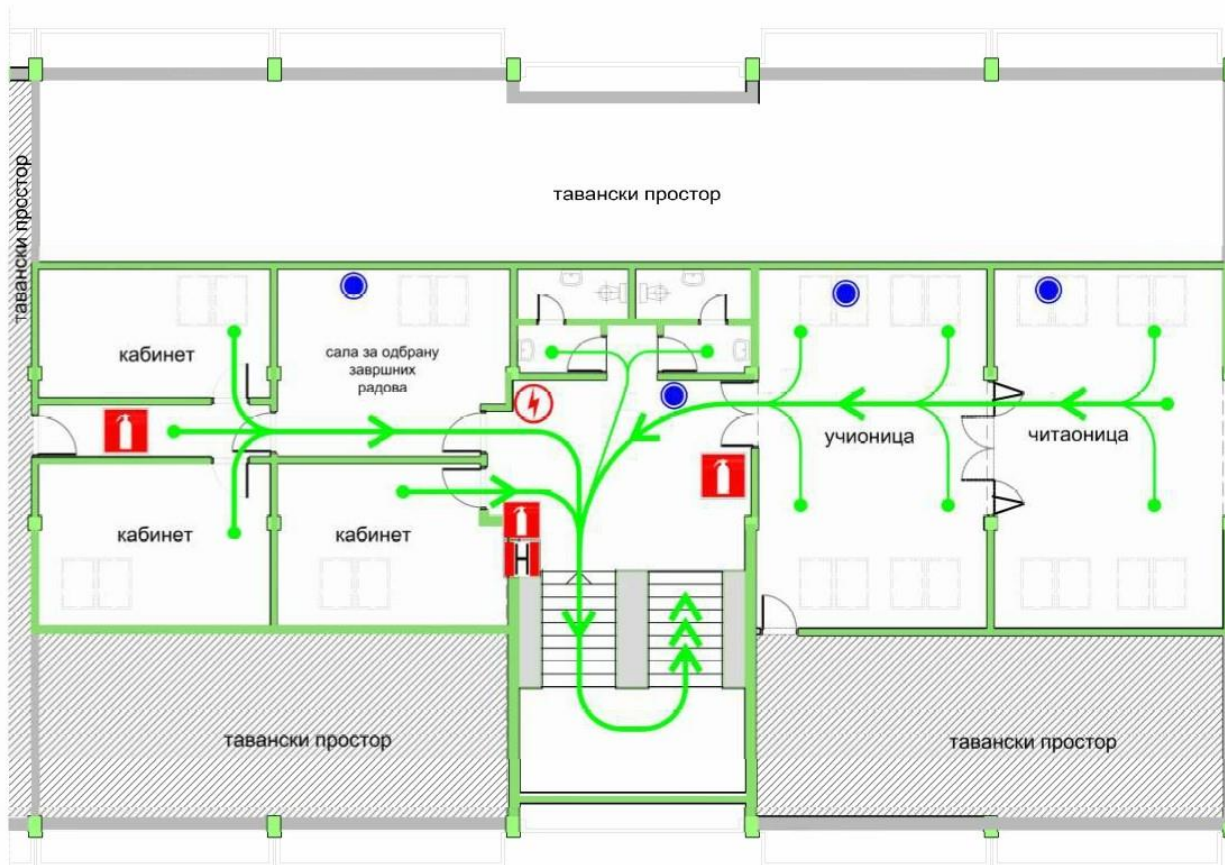 тавански простор
тавански простор
кабинет
сала за одбрану
завршних
радова
учионица
читаоница
кабинет
кабинет
H
тавански простор
тавански простор